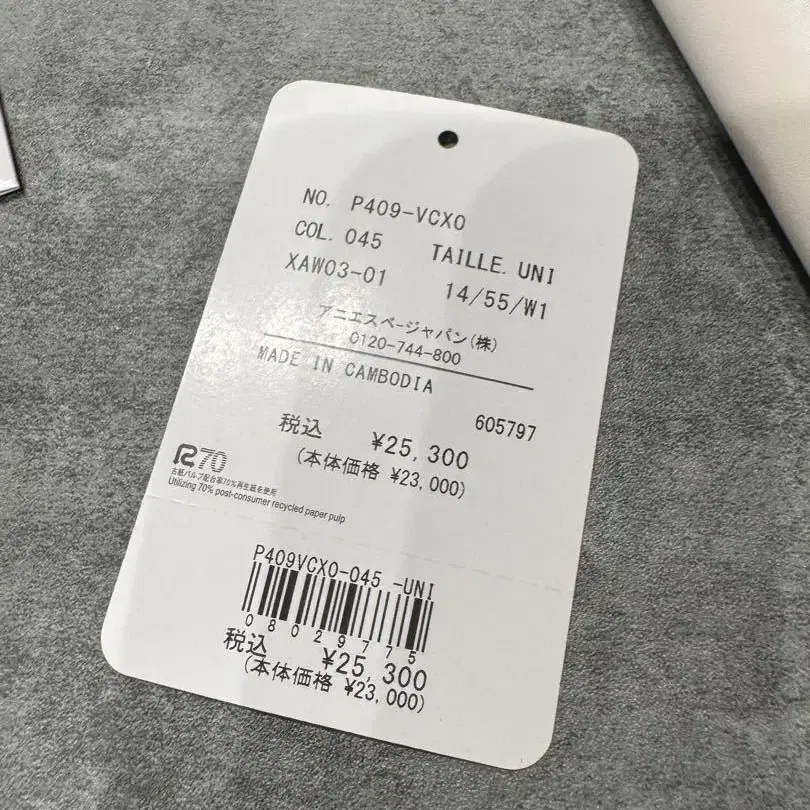 NO. P409-VCX0
COL. 045 TAILLE. UNI
XAW03-01 14/55/W1
アニエスベージャパン(株)
0120-744-800
MADE IN CAMBODIA
605797
税込 ¥25,300
(本体価格 ¥23,000)
R70
古紙パルプ配合率70%再生紙を使用
Utilizing 70% post-consumer recycled paper pulp
P409VCX0-045 -UNI
08029775
税込 ¥25,300
(本体価格 ¥23,000)